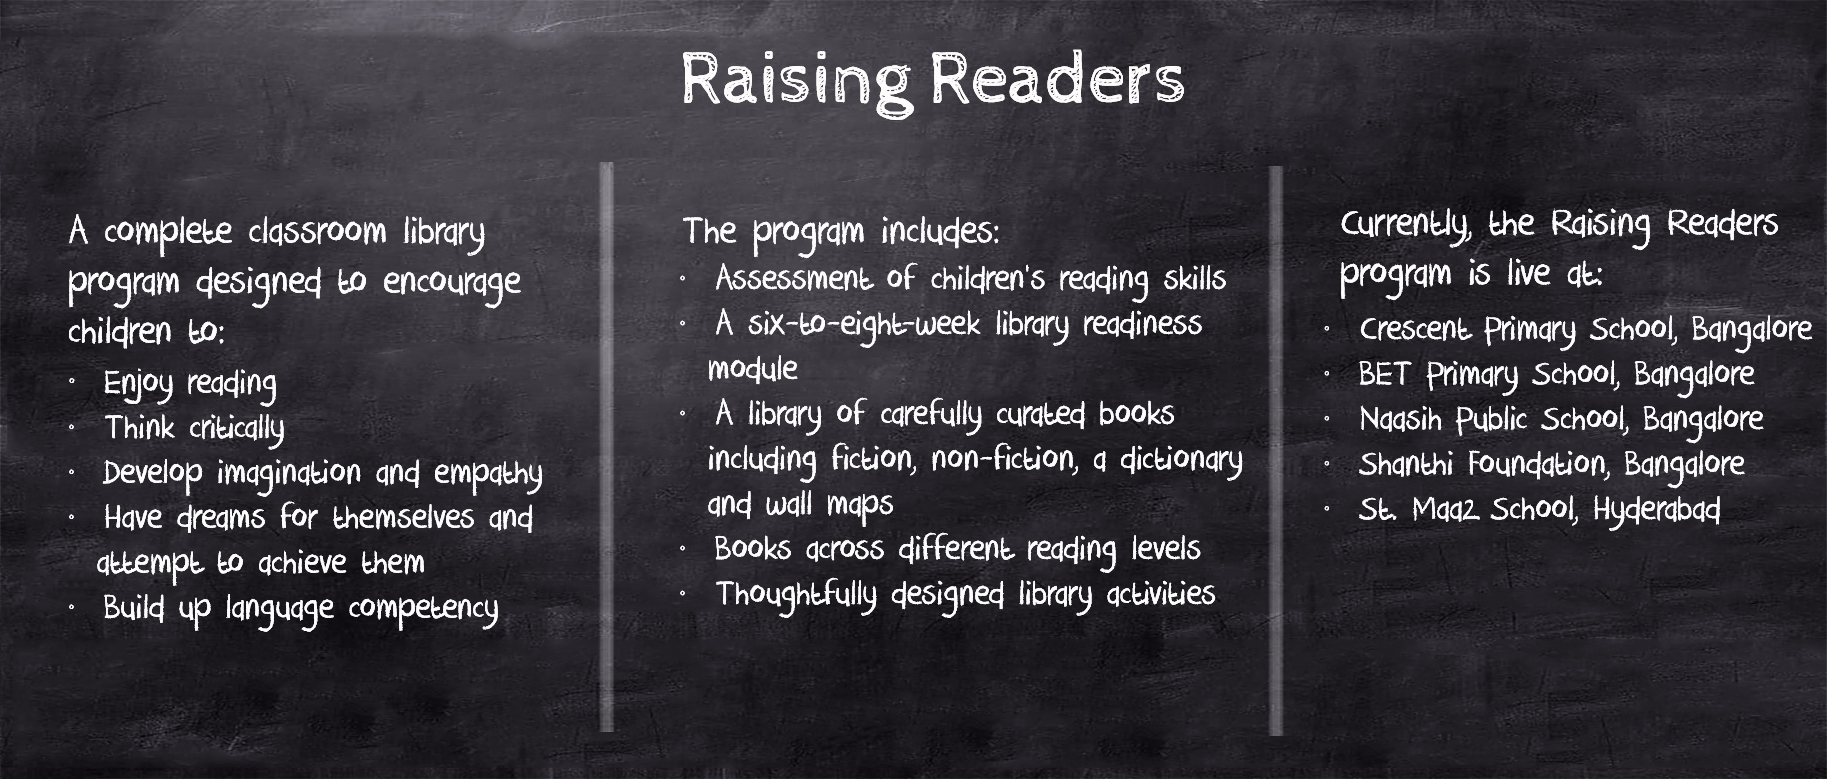 Raising Readers
A complete classroom library
program designed to encourage
children to:
• Enjoy reading
• Think critically
• Develop imagination and empathy
• Have dreams for themselves and
attempt to achieve them
• Build up language competency
The program includes:
• Assessment of children's reading skills
• A six-to-eight-week library readiness
module
• A library of carefully curated books
including fiction, non-fiction, a dictionary
and wall maps
• Books across different reading levels
• Thoughtfully designed library activities
Currently, the Raising Readers
program is live at:
• Crescent Primary School, Bangalore
• BET Primary School, Bangalore
• Naasih Public School, Bangalore
• Shanthi Foundation, Bangalore
• St. Maaz School, Hyderabad